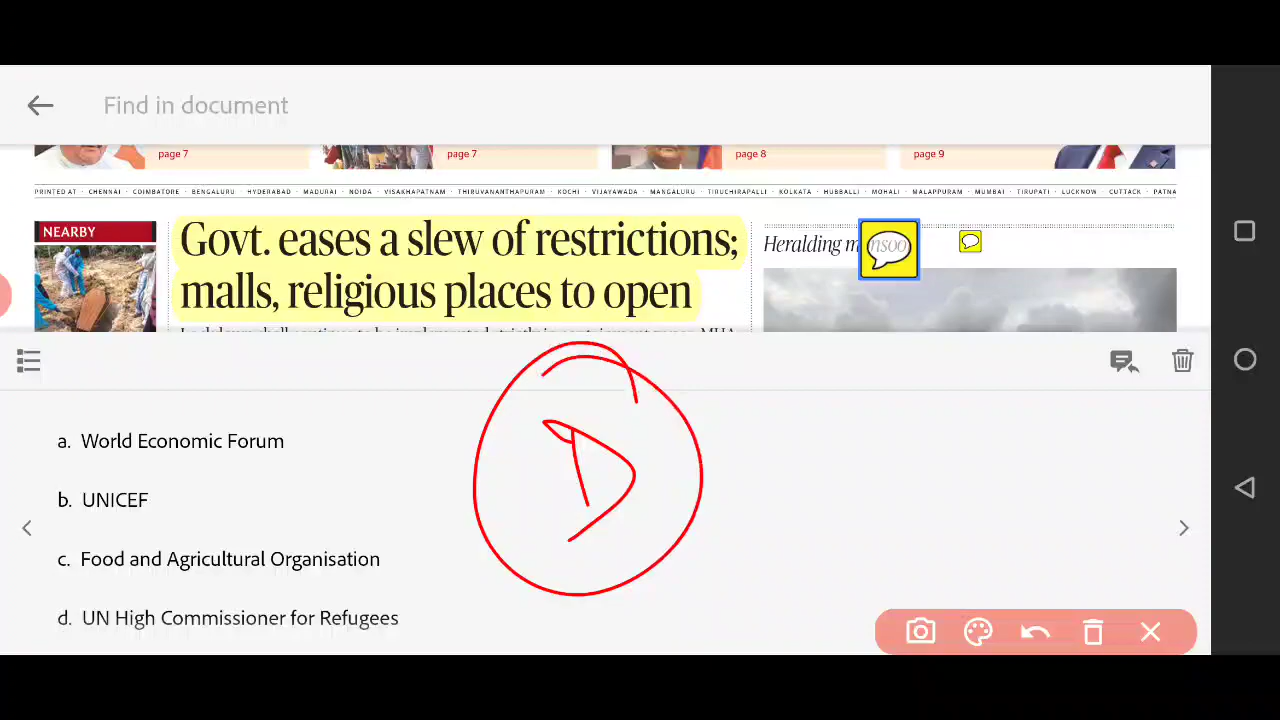 Find in document
page 7
page 7
page 8
page 9
PRINTED AT · CHENNAI · COIMBATORE · BENGALURU · HYDERABAD · MADURAI · NOIDA · VISAKHAPATNAM · THIRUVANANTHAPURAM · KOCHI · VIJAYAWADA · MANGALURU · TIRUCHIRAPALLI · KOLKATA · HUBBALLI · MOHALI · MALAPPURAM · MUMBAI · TIRUPATI · LUCKNOW · CUTTACK · PATNA
NEARBY
Govt. eases a slew of restrictions;
malls, religious places to open
Heralding
a. World Economic Forum
b. UNICEF
c. Food and Agricultural Organisation
d. UN High Commissioner for Refugees
D